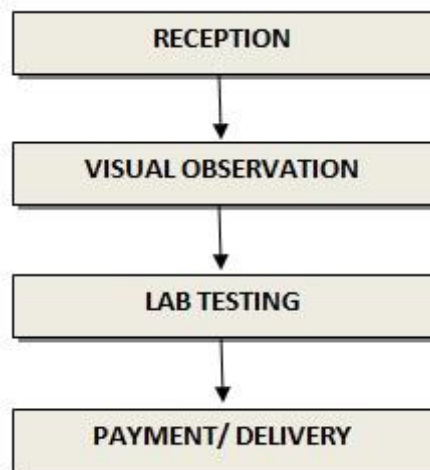 RECEPTION
VISUAL OBSERVATION
LAB TESTING
PAYMENT/ DELIVERY